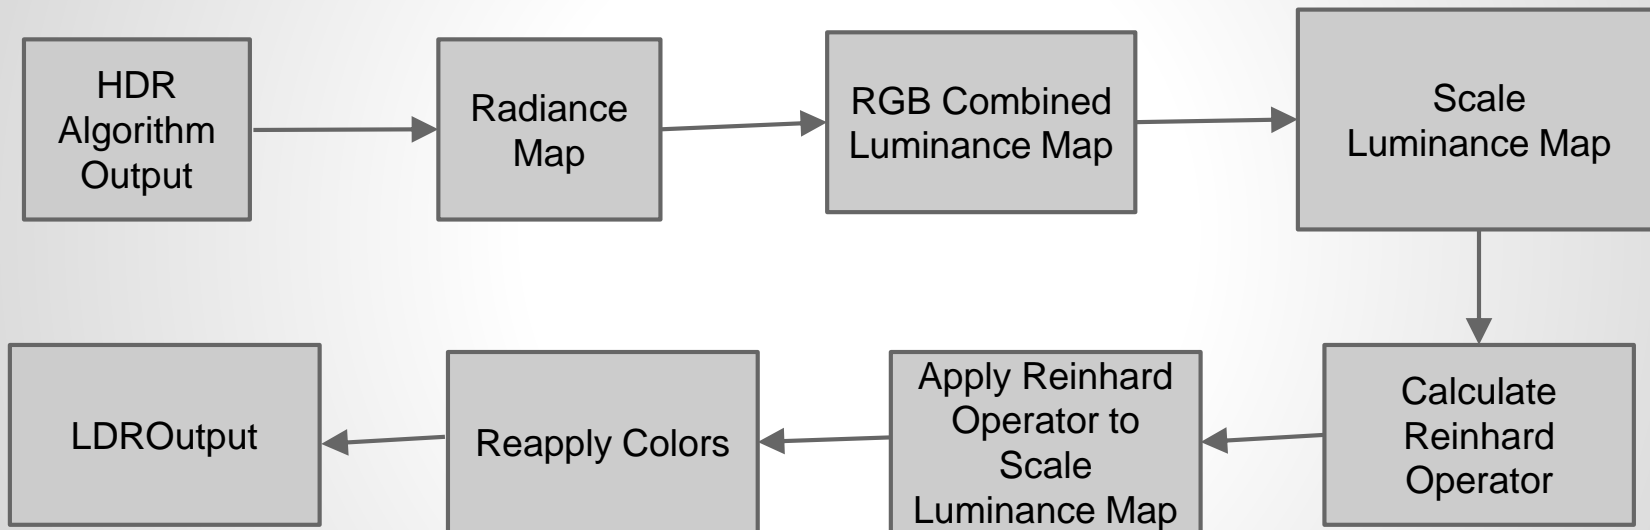 HDR
Algorithm
Output
Radiance
Map
RGB Combined
Luminance Map
Scale
Luminance Map
Calculate
Reinhard
Operator
Apply Reinhard
Operator to
Scale
Luminance Map
Reapply Colors
LDROutput